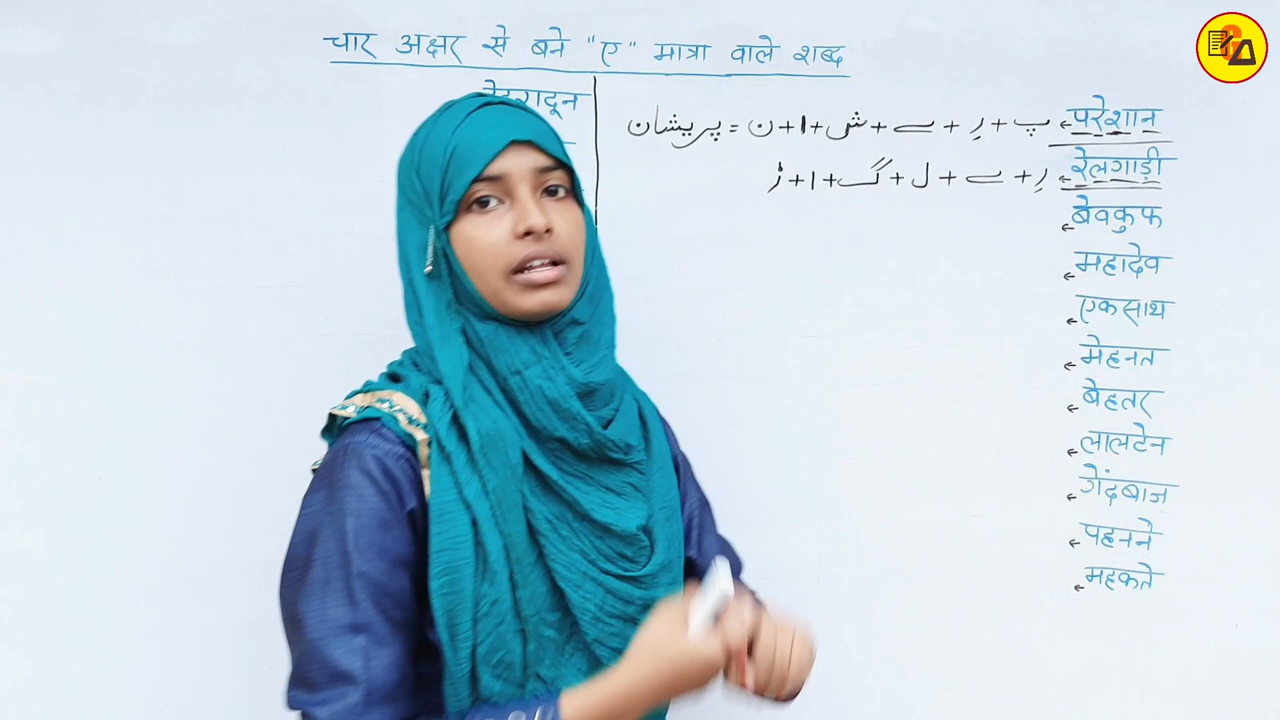 चार अक्षर से बने "ए" मात्रा वाले शब्द
परेशान ← پ + ر + ے + ش + ا + ن = پریشان
रेलगाड़ी ← ر + ے + ل + گ + ا + ڑ
बेवकुफ ←
महादेव ←
एकसाथ ←
मेहनत ←
बेहतर ←
लालटेन ←
गेंदबाज ←
पहनने ←
महकते ←